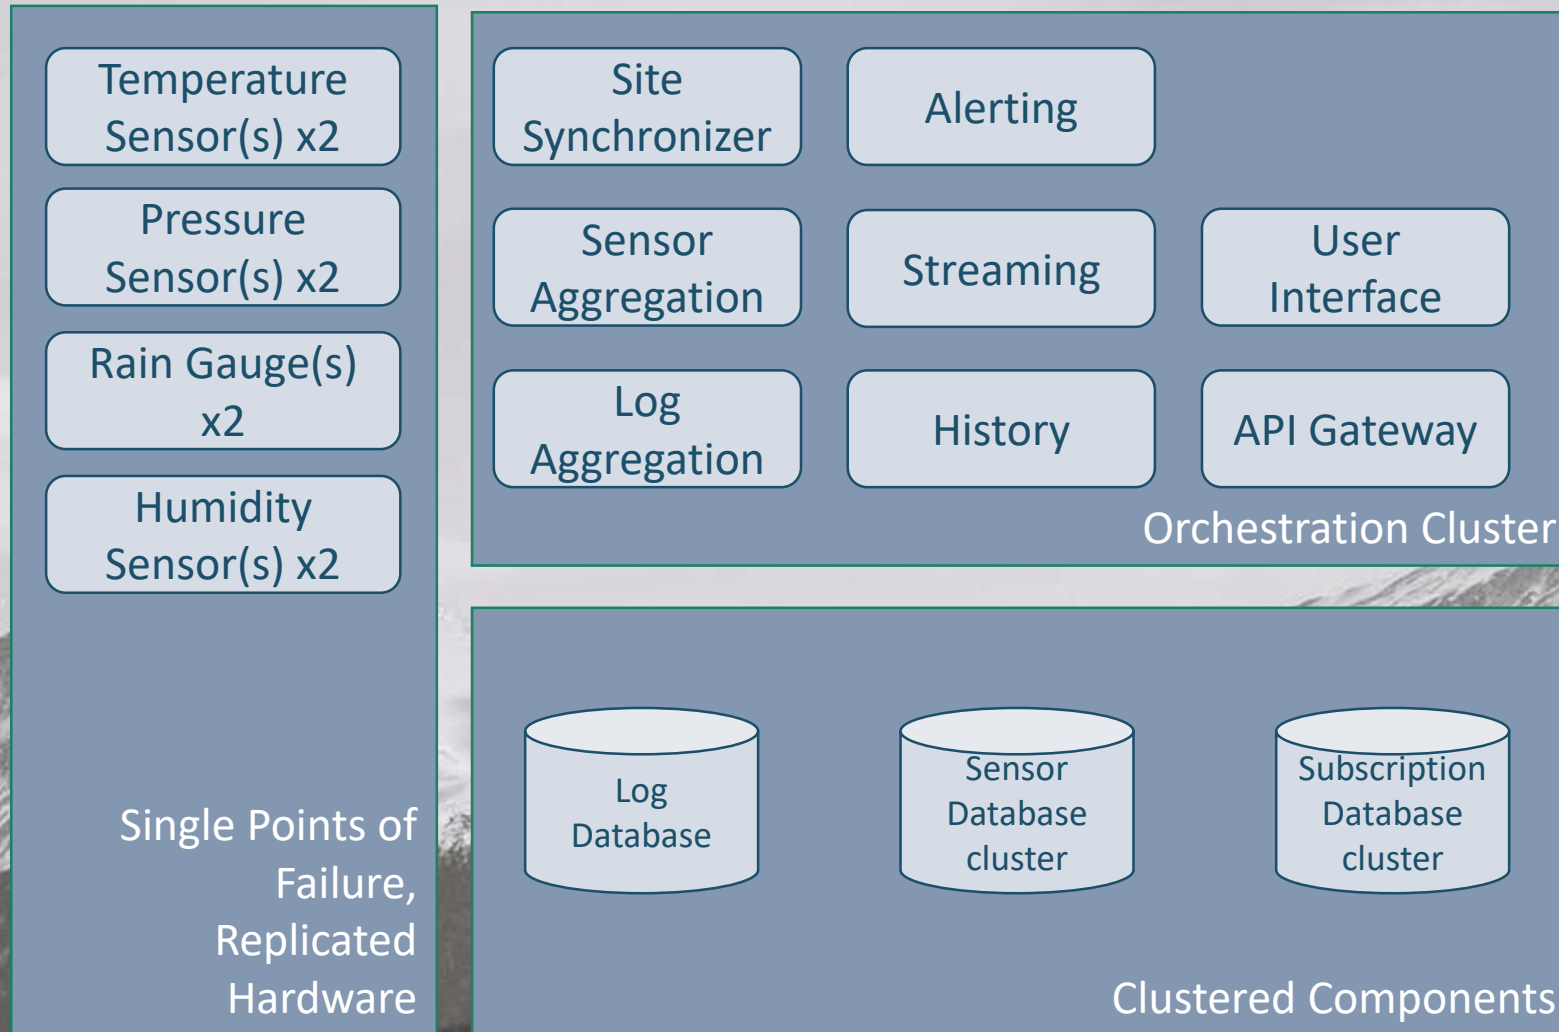 Temperature
Sensor(s) x2
Pressure
Sensor(s) x2
Rain Gauge(s)
x2
Humidity
Sensor(s) x2
Single Points of
Failure,
Replicated
Hardware
Site
Synchronizer
Alerting
Sensor
Aggregation
Streaming
User
Interface
Log
Aggregation
History
API Gateway
Orchestration Cluster
Log
Database
Sensor
Database
cluster
Subscription
Database
cluster
Clustered Components